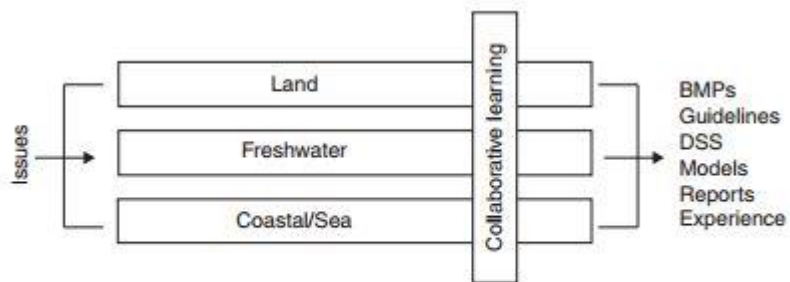 Issues
Land
Freshwater
Coastal/Sea
Collaborative learning
BMPs
Guidelines
DSS
Models
Reports
Experience